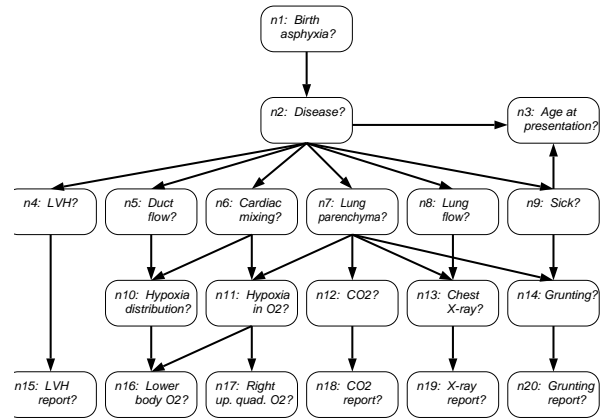 n1: Birth
asphyxia?
n2: Disease?
n3: Age at
presentation?
n4: LVH?
n5: Duct
flow?
n6: Cardiac
mixing?
n7: Lung
parenchyma?
n8: Lung
flow?
n9: Sick?
n10: Hypoxia
distribution?
n11: Hypoxia
in O2?
n12: CO2?
n13: Chest
X-ray?
n14: Grunting?
n15: LVH
report?
n16: Lower
body O2?
n17: Right
up. quad. O2?
n18: CO2
report?
n19: X-ray
report?
n20: Grunting
report?